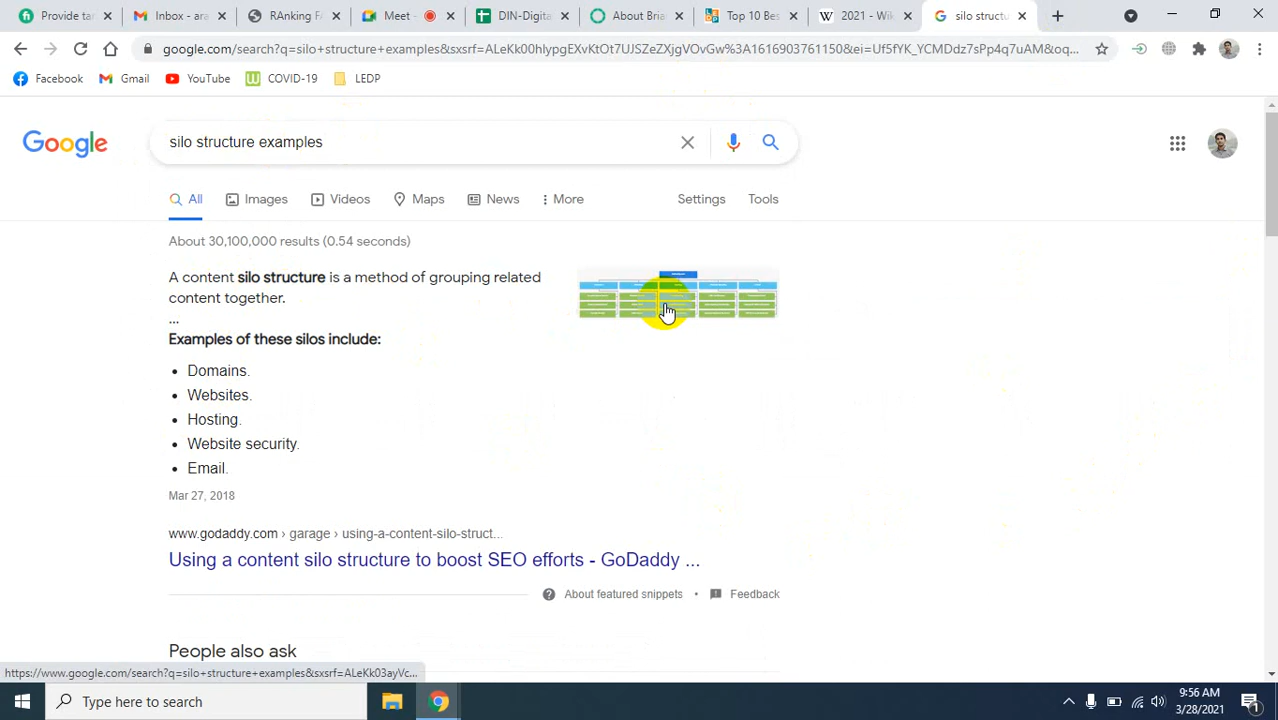 Provide tar
Inbox - are
RAnking FA
Meet -
DIN-Digita
About Bria
Top 10 Bes
2021 - Wik
silo structu
google.com/search?q=silo+structure+examples&sxsrf=ALeKk00hlypgEXvKtOt7UJSZeZXjgVOvGw%3A1616903761150&ei=Uf5fYK_YCMDdz7sPp4q7uAM&oq...
Facebook
Gmail
YouTube
COVID-19
LEDP
Google
silo structure examples
All
Images
Videos
Maps
News
More
Settings
Tools
About 30,100,000 results (0.54 seconds)
A content silo structure is a method of grouping related
content together.
...
Examples of these silos include:
• Domains.
• Websites.
• Hosting.
• Website security.
• Email.
Mar 27, 2018
www.godaddy.com › garage › using-a-content-silo-struct...
Using a content silo structure to boost SEO efforts - GoDaddy ...
About featured snippets • Feedback
People also ask
https://www.google.com/search?q=silo+structure+examples&sxsrf=ALeKk03ayVc...
Type here to search
9:56 AM
3/28/2021
1